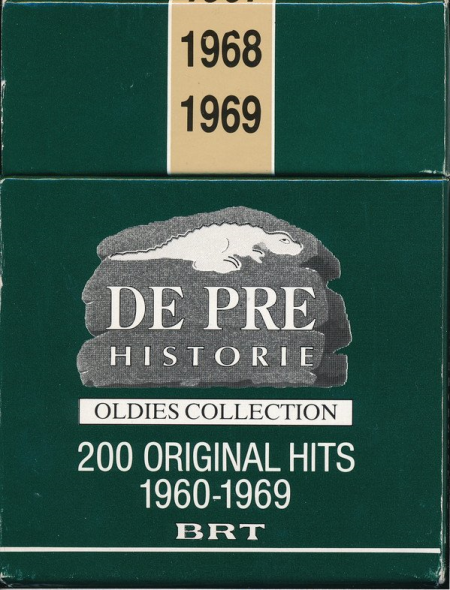 1968
1969
DE PRE
HISTORIE
OLDIES COLLECTION
200 ORIGINAL HITS
1960-1969
BRT